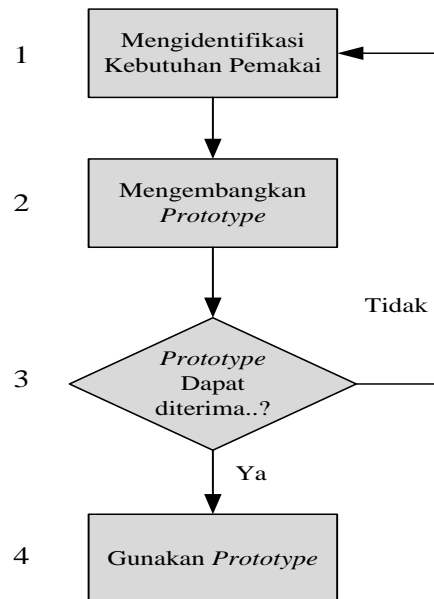 1
Mengidentifikasi
Kebutuhan Pemakai
2
Mengembangkan
Prototype
Tidak
3
Prototype
Dapat
diterima..?
Ya
4
Gunakan Prototype